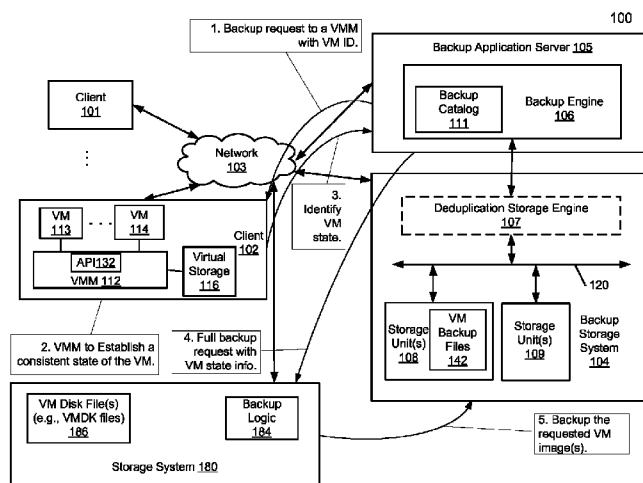 100
1. Backup request to a VMM
with VM ID.
Backup Application Server 105
Client
101
Backup
Catalog
111
Backup Engine
106
Network
103
3.
Identify
VM
state.
Deduplication Storage Engine
107
VM
113
VM
114
Client
102
API132
VMM 112
Virtual
Storage
116
120
2. VMM to Establish a
consistent state of the VM.
4. Full backup
request with
VM state info.
Storage
Unit(s)
108
VM
Backup
Files
142
Storage
Unit(s)
109
Backup
Storage
System
104
VM Disk File(s)
(e.g., VMDK files)
186
Backup
Logic
184
5. Backup the
requested VM
image(s).
Storage System 180